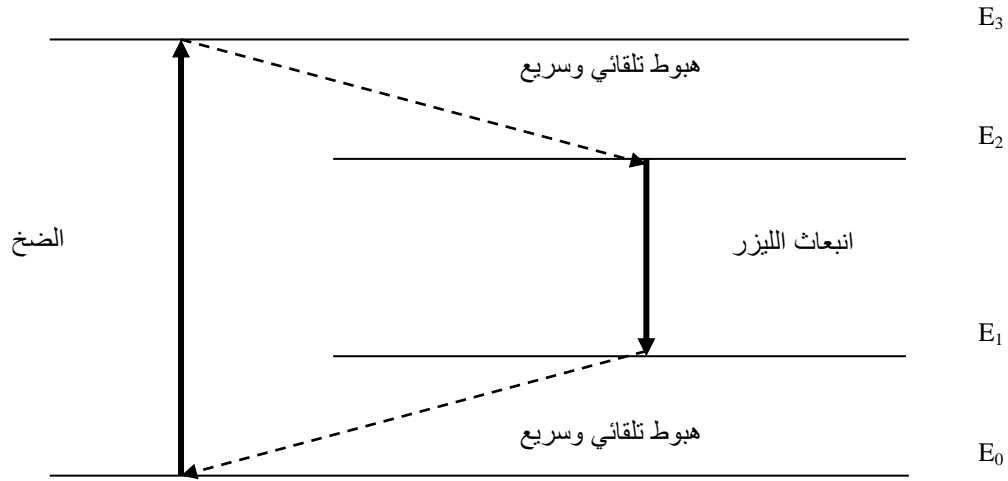 E₃
هبوط تلقائي وسريع
E₂
الضخ
انبعاث الليزر
E₁
هبوط تلقائي وسريع
E₀